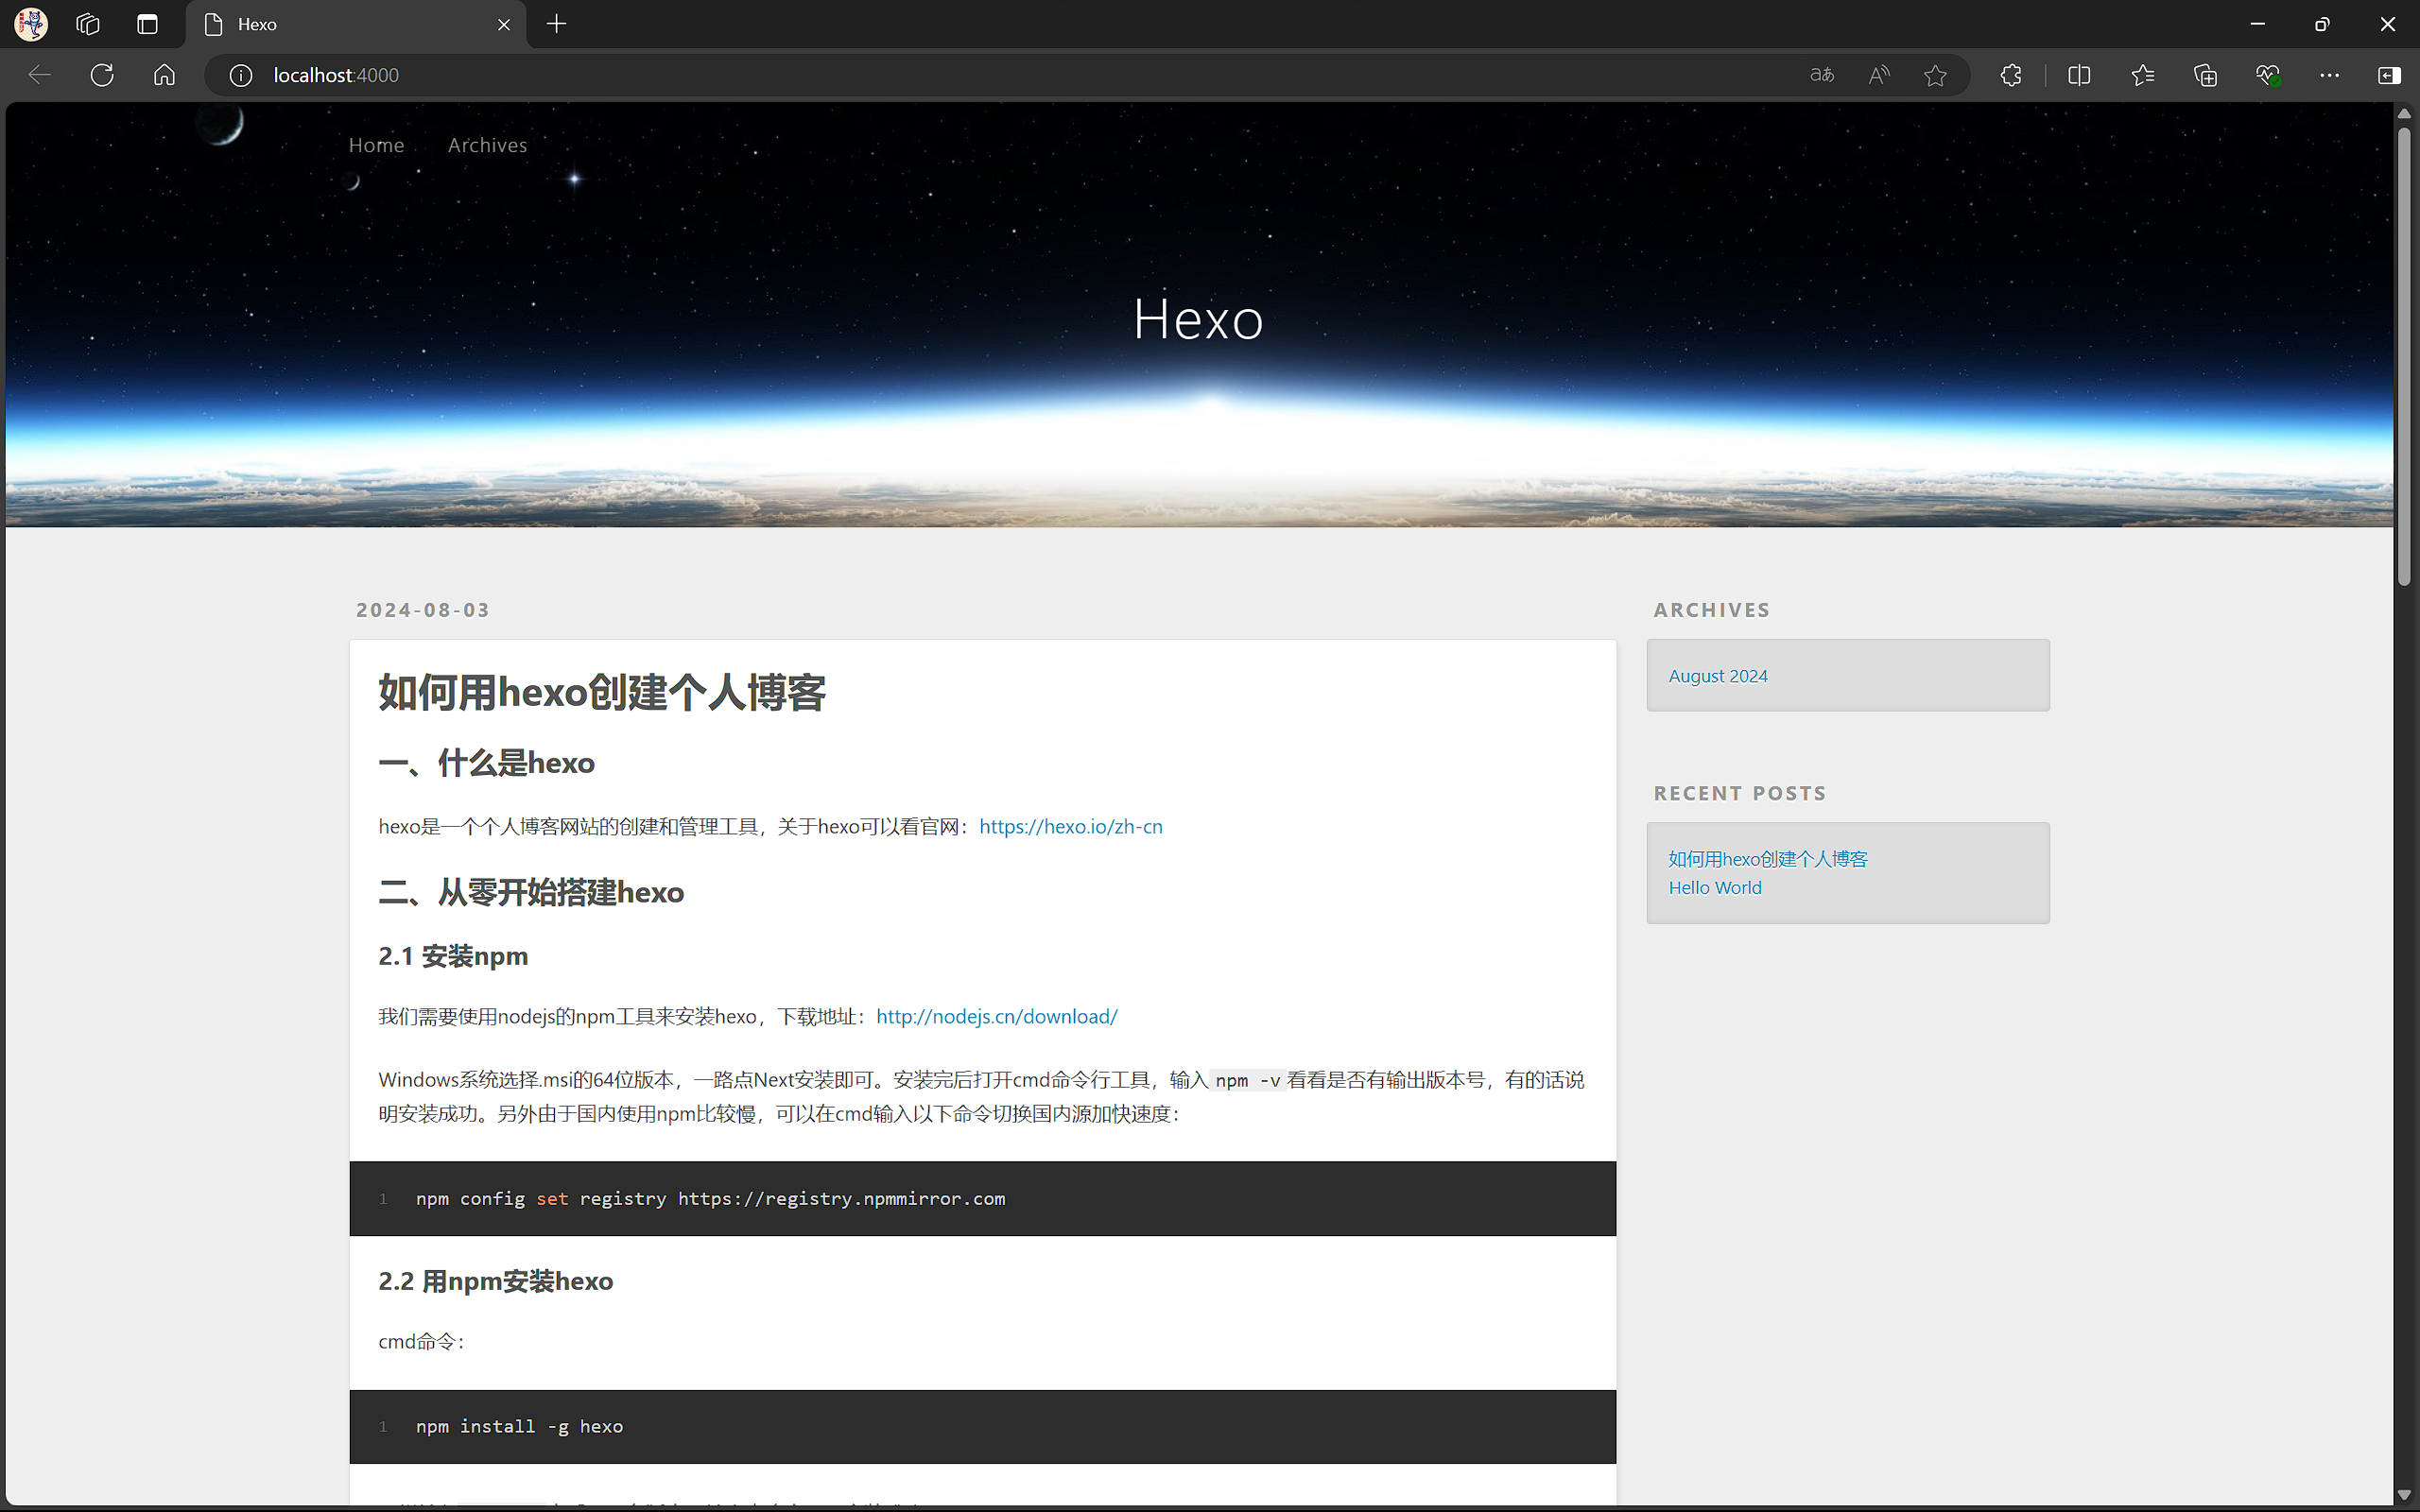 Hexo
localhost:4000
aあ
Home
Archives
Hexo
2024-08-03
如何用hexo创建个人博客
一、什么是hexo
hexo是一个个人博客网站的创建和管理工具，关于hexo可以看官网：https://hexo.io/zh-cn
二、从零开始搭建hexo
2.1 安装npm
我们需要使用nodejs的npm工具来安装hexo，下载地址：http://nodejs.cn/download/
Windows系统选择.msi的64位版本，一路点Next安装即可。安装完后打开cmd命令行工具，输入 npm -v 看看是否有输出版本号，有的话说
明安装成功。另外由于国内使用npm比较慢，可以在cmd输入以下命令切换国内源加快速度：
1 npm config set registry https://registry.npmmirror.com
2.2 用npm安装hexo
cmd命令：
1 npm install -g hexo
ARCHIVES
August 2024
RECENT POSTS
如何用hexo创建个人博客
Hello World